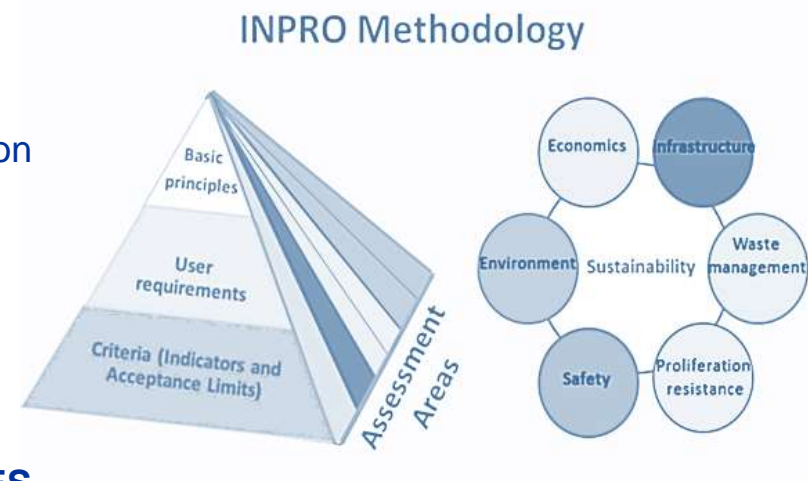 INPRO Methodology
on
Basic
principles
User
requirements
Criteria (Indicators and
Acceptance Limits)
Assessment
Areas
Economics
Infrastructure
Environment
Sustainability
Waste
management
Safety
Proliferation
resistance
ES